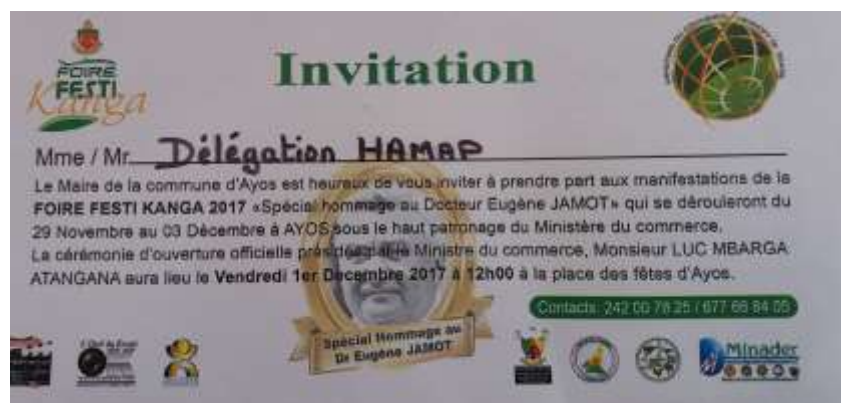 FOIRE
FESTI
Kanga
Invitation
Mme / Mr. Délégation HAMAP
Le Maire de la commune d'Ayos est heureux de vous inviter à prendre part aux manifestations de la
FOIRE FESTI KANGA 2017 «Spécial hommage au Docteur Eugène JAMOT» qui se dérouleront du
29 Novembre au 03 Décembre à AYOS sous le haut patronage du Ministère du commerce.
La cérémonie d'ouverture officielle présidée par le Ministre du commerce, Monsieur LUC MBARGA
ATANGANA aura lieu le Vendredi 1er Décembre 2017 à 12h00 à la place des fêtes d'Ayos.
Contacts: 242 00 78 25 / 677 66 84 05
Spécial Hommage au
Dr Eugène JAMOT
Minader